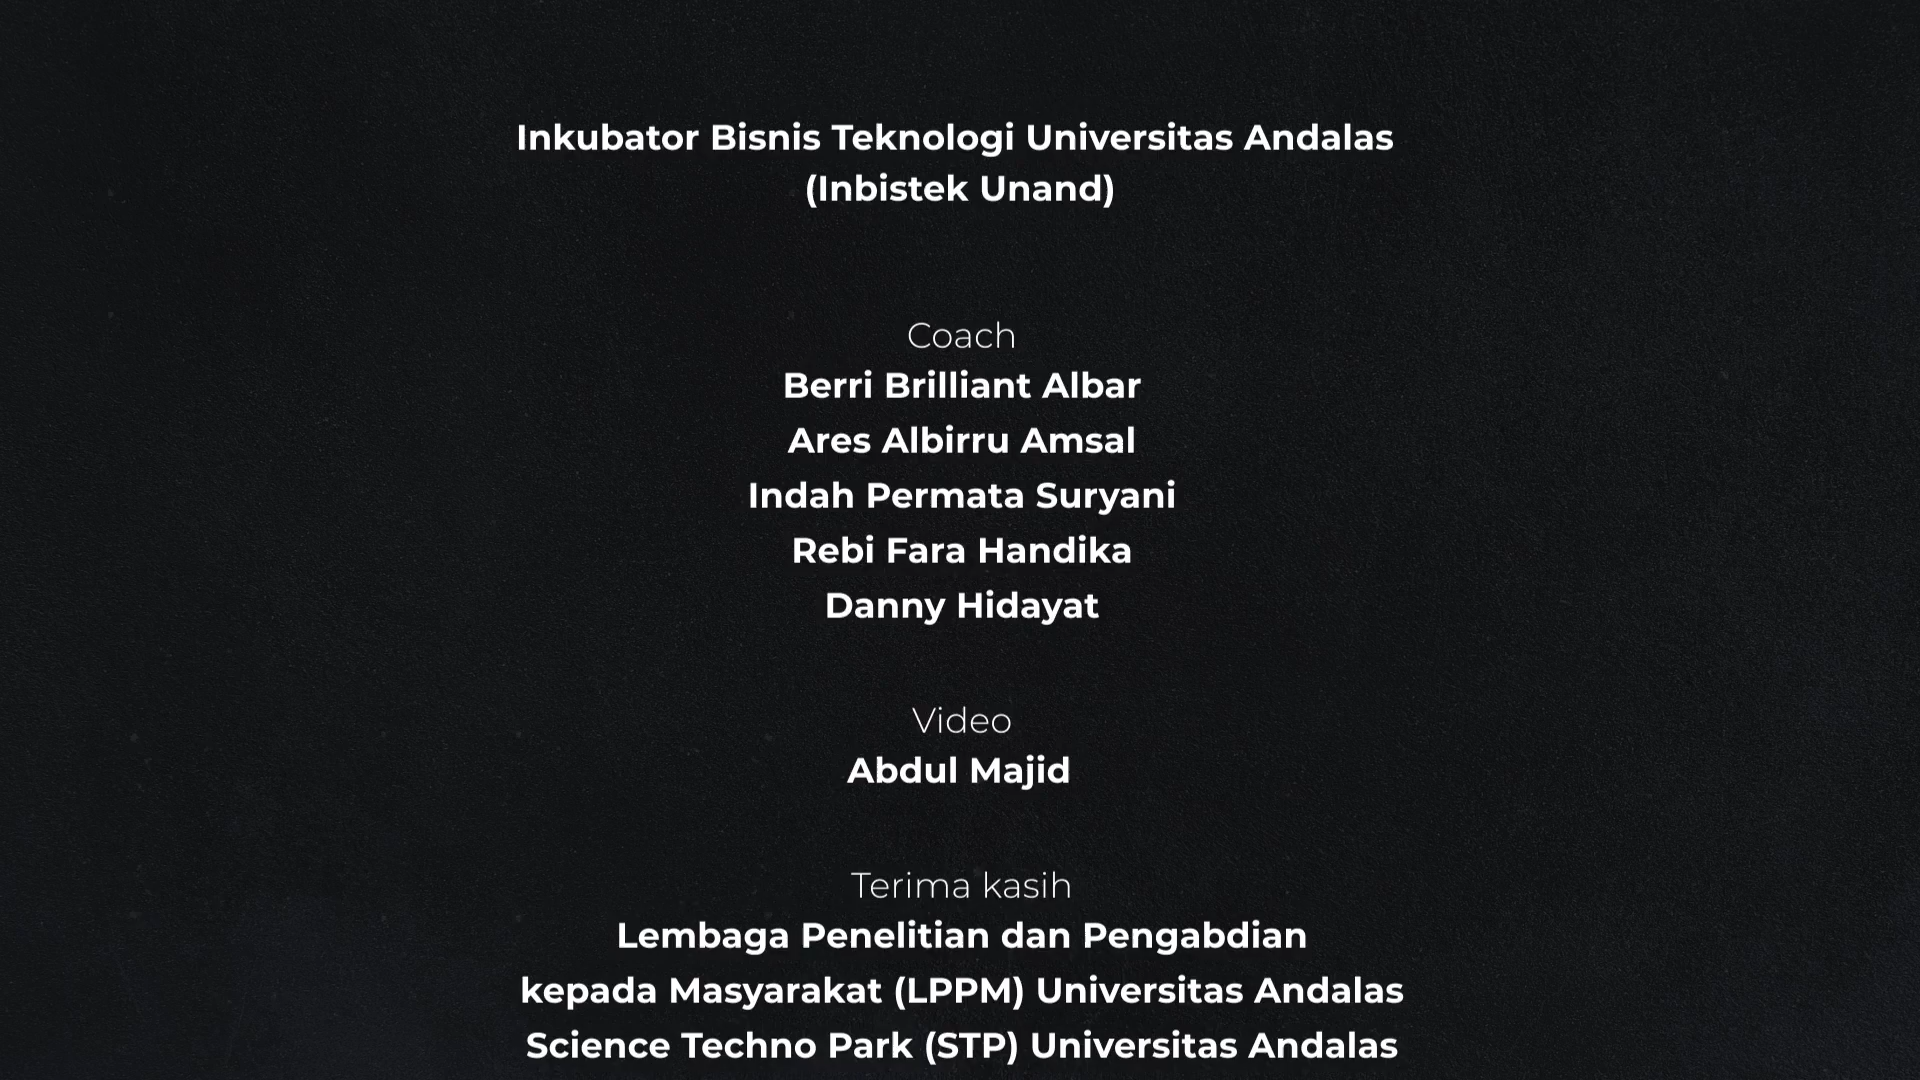 Inkubator Bisnis Teknologi Universitas Andalas
(Inbistek Unand)
Coach
Berri Brilliant Albar
Ares Albirru Amsal
Indah Permata Suryani
Rebi Fara Handika
Danny Hidayat
Video
Abdul Majid
Terima kasih
Lembaga Penelitian dan Pengabdian
kepada Masyarakat (LPPM) Universitas Andalas
Science Techno Park (STP) Universitas Andalas